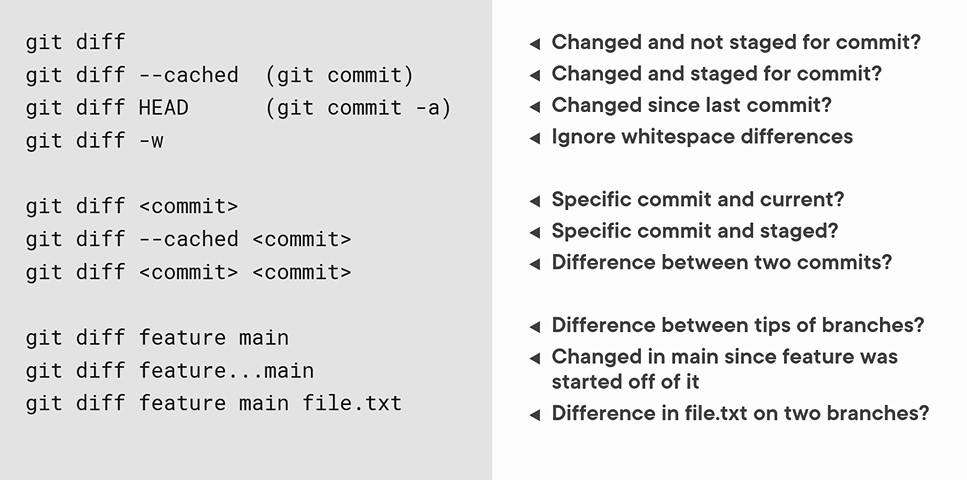 git diff
git diff --cached  (git commit)
git diff HEAD      (git commit -a)
git diff -w
git diff <commit>
git diff --cached <commit>
git diff <commit> <commit>
git diff feature main
git diff feature...main
git diff feature main file.txt
◄ Changed and not staged for commit?
◄ Changed and staged for commit?
◄ Changed since last commit?
◄ Ignore whitespace differences
◄ Specific commit and current?
◄ Specific commit and staged?
◄ Difference between two commits?
◄ Difference between tips of branches?
◄ Changed in main since feature was
started off of it
◄ Difference in file.txt on two branches?